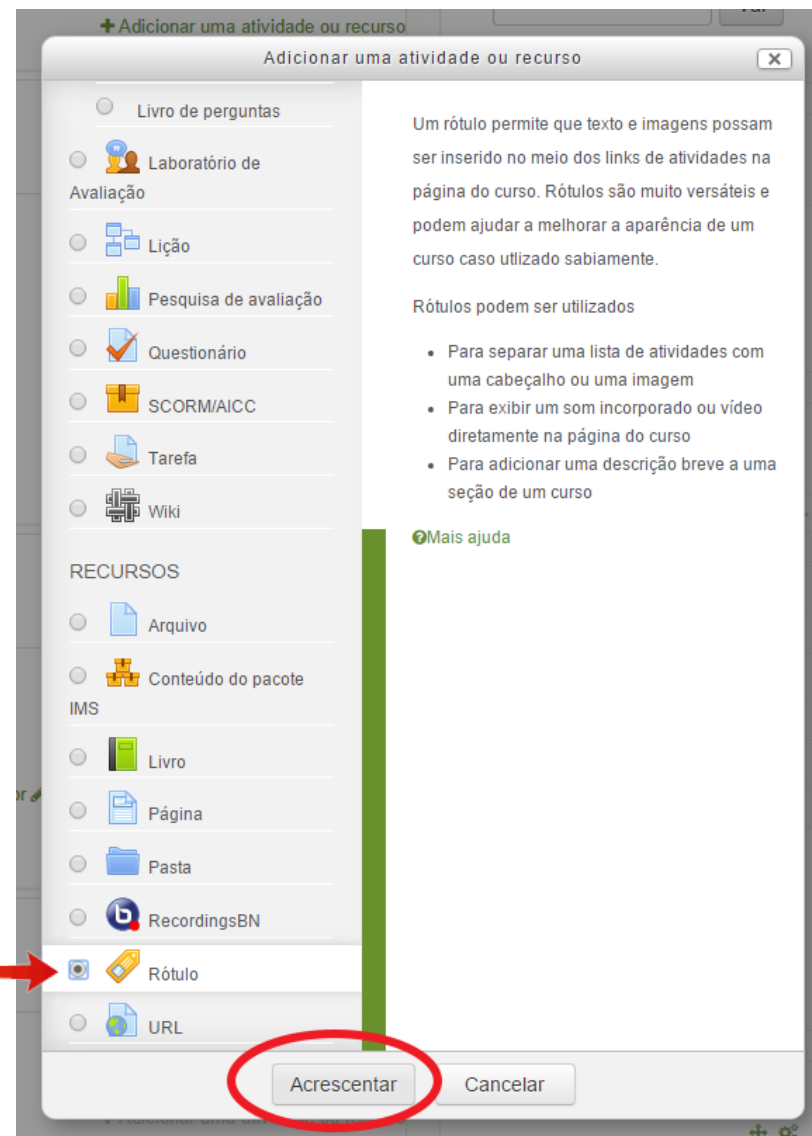 Adicionar uma atividade ou recurso
Adicionar uma atividade ou recurso
Livro de perguntas
Laboratório de
Avaliação
Lição
Pesquisa de avaliação
Questionário
SCORM/AICC
Tarefa
Wiki
RECURSOS
Arquivo
Conteúdo do pacote
IMS
Livro
Página
Pasta
RecordingsBN
Rótulo
URL
Um rótulo permite que texto e imagens possam
ser inserido no meio dos links de atividades na
página do curso. Rótulos são muito versáteis e
podem ajudar a melhorar a aparência de um
curso caso utlizado sabiamente.
Rótulos podem ser utilizados
Para separar uma lista de atividades com
uma cabeçalho ou uma imagem
Para exibir um som incorporado ou vídeo
diretamente na página do curso
Para adicionar uma descrição breve a uma
seção de um curso
Mais ajuda
Acrescentar
Cancelar